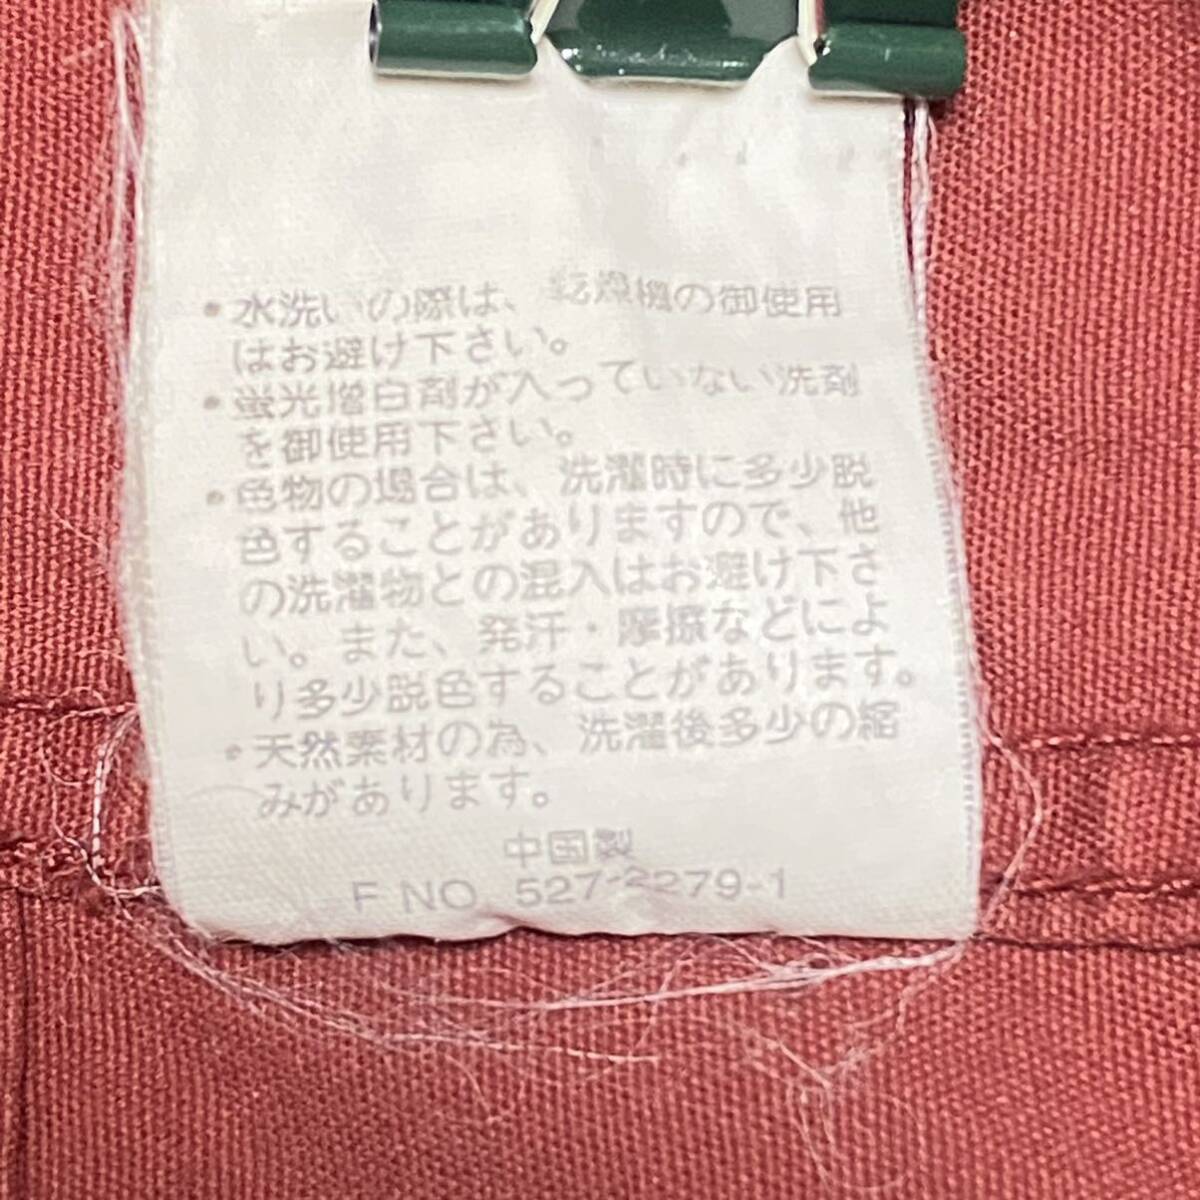 ・水洗いの際は、乾燥機の御使用
はお避け下さい。
・蛍光増白剤が入っていない洗剤
を御使用下さい。
・色物の場合は、洗濯時に多少脱
色することがありますので、他
の洗濯物との混入はお避け下さ
い。また、発汗・摩擦などによ
り多少脱色することがあります。
・天然素材の為、洗濯後多少の縮
みがあります。
中国製
F NO 527-2279-1